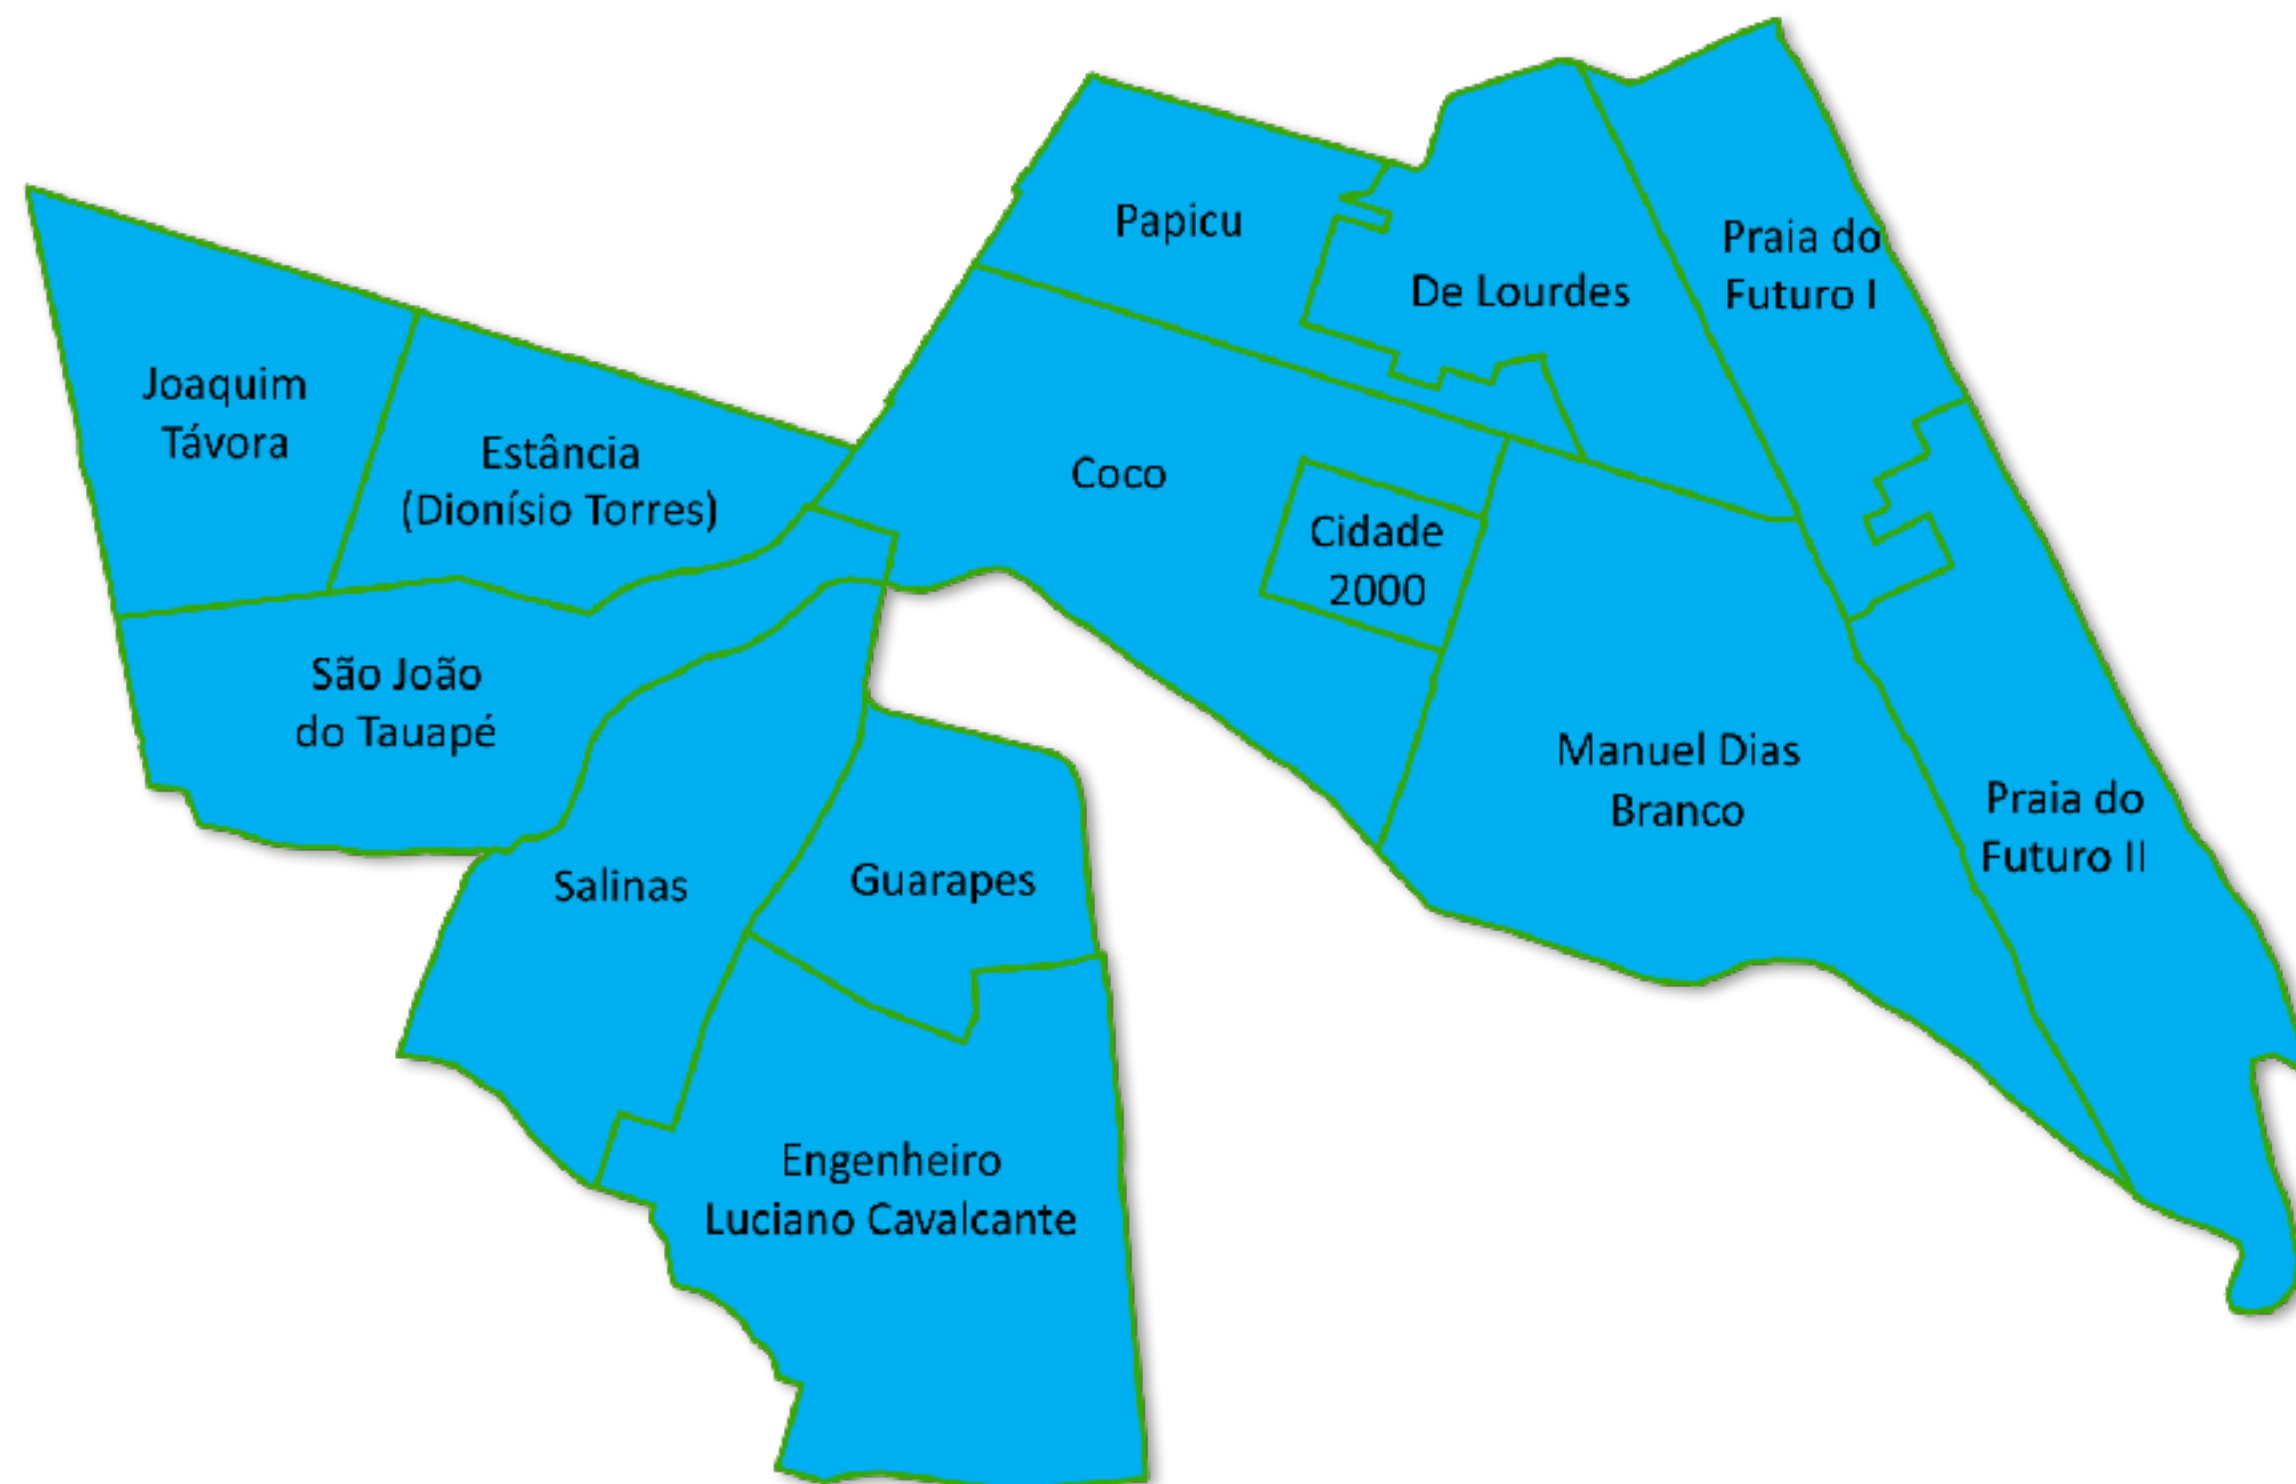 Papicu
Praia do
Futuro I
De Lourdes
Joaquim
Távora
Estância
(Dionísio Torres)
Coco
Cidade
2000
São João
do Tauapé
Manuel Dias
Branco
Praia do
Futuro II
Salinas
Guarapes
Engenheiro
Luciano Cavalcante